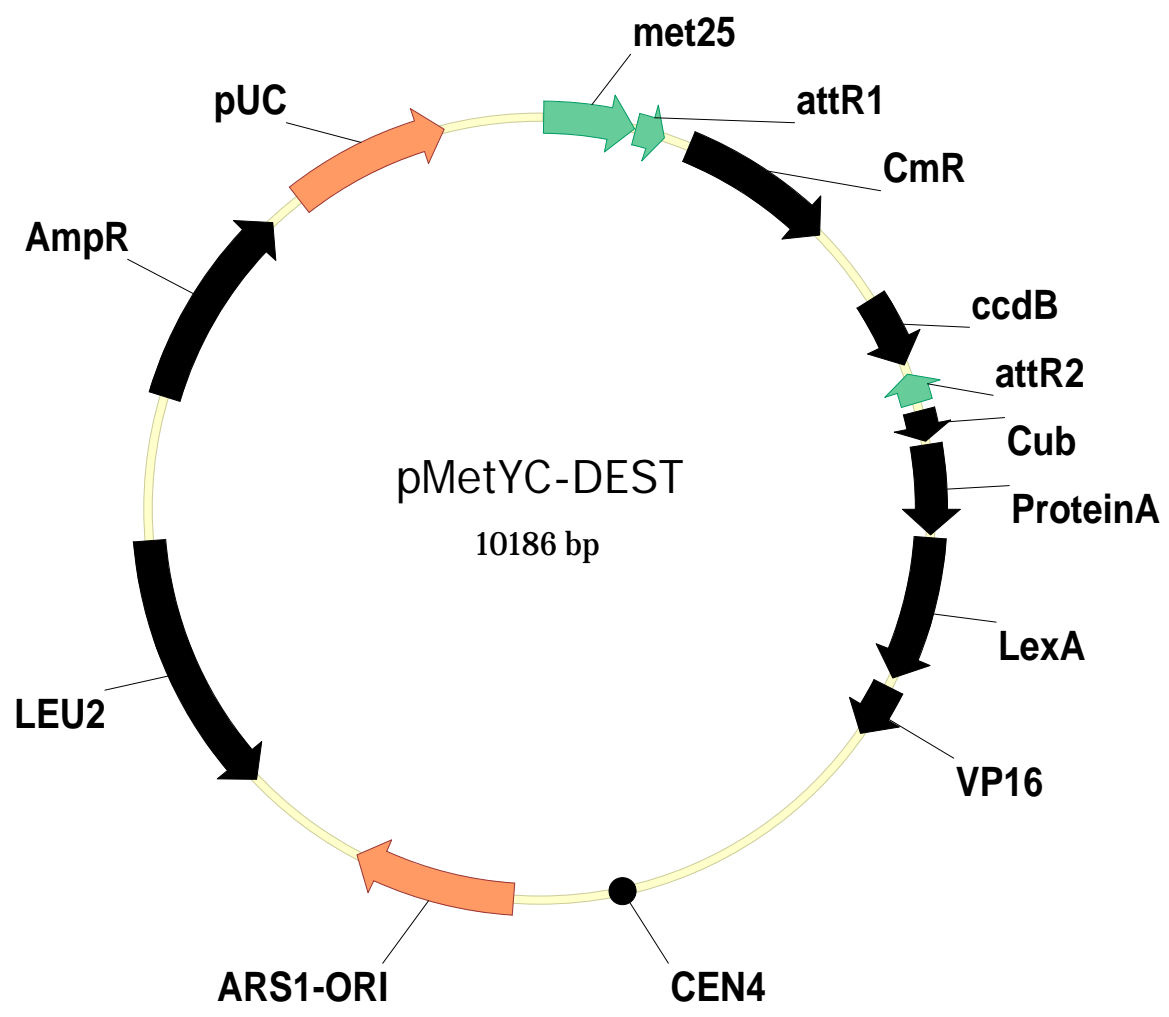 met25
pUC
attR1
CmR
AmpR
ccdB
attR2
Cub
pMetYC-DEST
ProteinA
10186 bp
LexA
LEU2
VP16
ARS1-ORI
CEN4